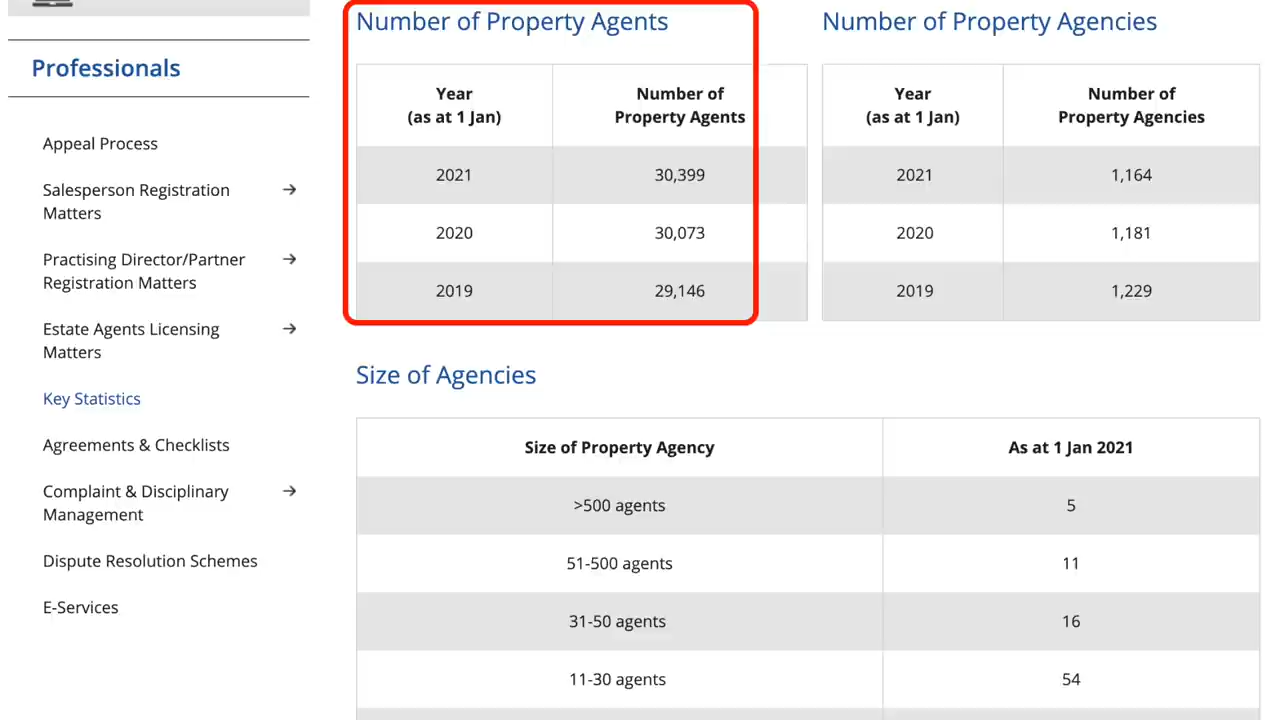 Professionals
Appeal Process
Salesperson Registration
Matters
Practising Director/Partner
Registration Matters
Estate Agents Licensing
Matters
Key Statistics
Agreements & Checklists
Complaint & Disciplinary
Management
Dispute Resolution Schemes
E-Services
Number of Property Agents
Year
(as at 1 Jan)
Number of
Property Agents
2021 30,399
2020 30,073
2019 29,146
Number of Property Agencies
Year
(as at 1 Jan)
Number of
Property Agencies
2021 1,164
2020 1,181
2019 1,229
Size of Agencies
Size of Property Agency As at 1 Jan 2021
>500 agents 5
51-500 agents 11
31-50 agents 16
11-30 agents 54